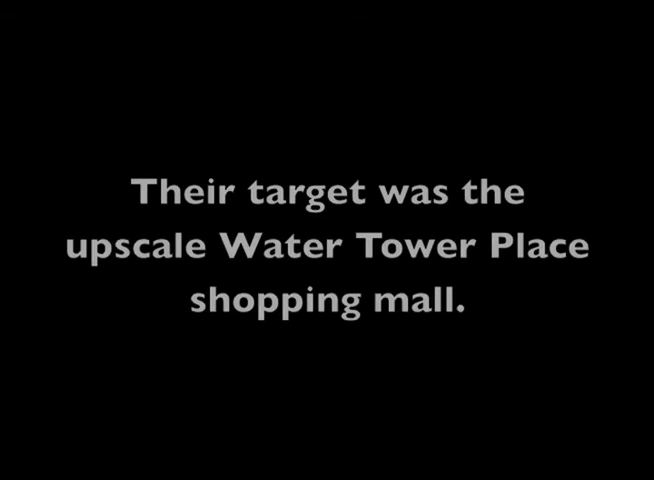 Their target was the
upscale Water Tower Place
shopping mall.